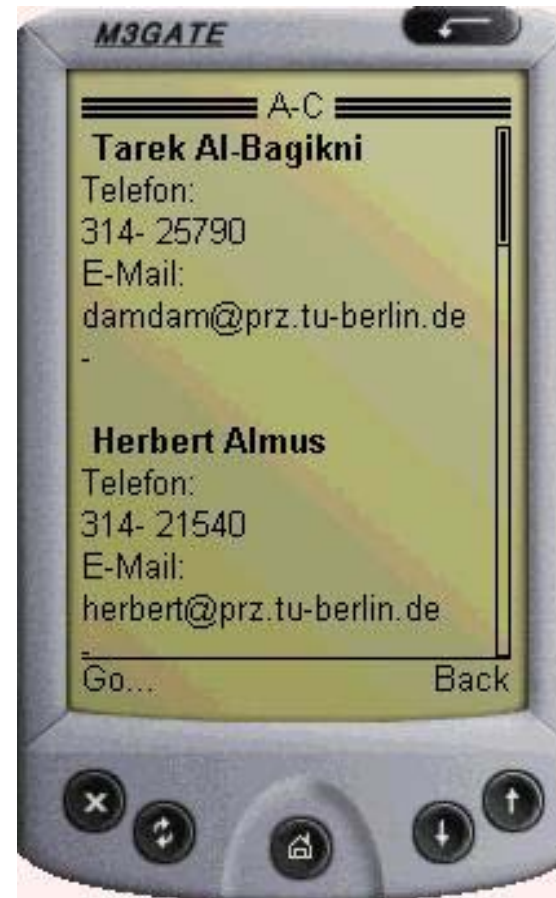 M3GATE
A-C
Tarek Al-Bagikni
Telefon:
314- 25790
E-Mail:
damdam@prz.tu-berlin.de
-
Herbert Almus
Telefon:
314- 21540
E-Mail:
herbert@prz.tu-berlin.de
-
Go... Back